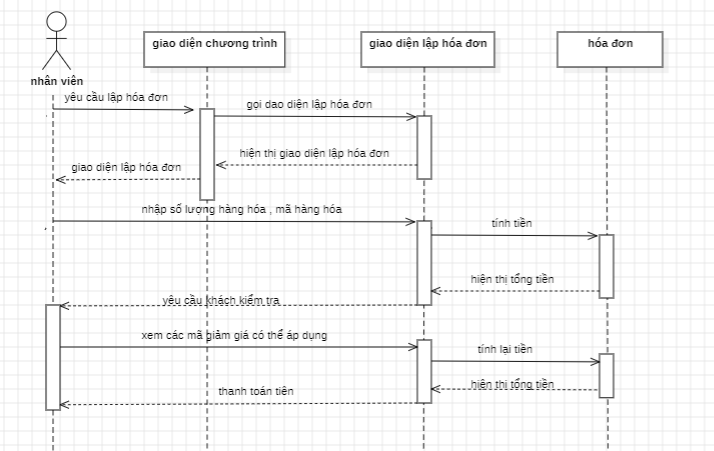 giao diện chương trình
giao diện lập hóa đơn
hóa đơn
nhân viên
yêu cầu lập hóa đơn
gọi dao diện lập hóa đơn
hiện thị giao diện lập hóa đơn
giao diện lập hóa đơn
nhập số lượng hàng hóa , mã hàng hóa
tính tiền
hiện thị tổng tiền
yêu cầu khách kiểm tra
xem các mã giảm giá có thể áp dụng
tính lại tiền
hiện thị tổng tiền
thanh toán tiên